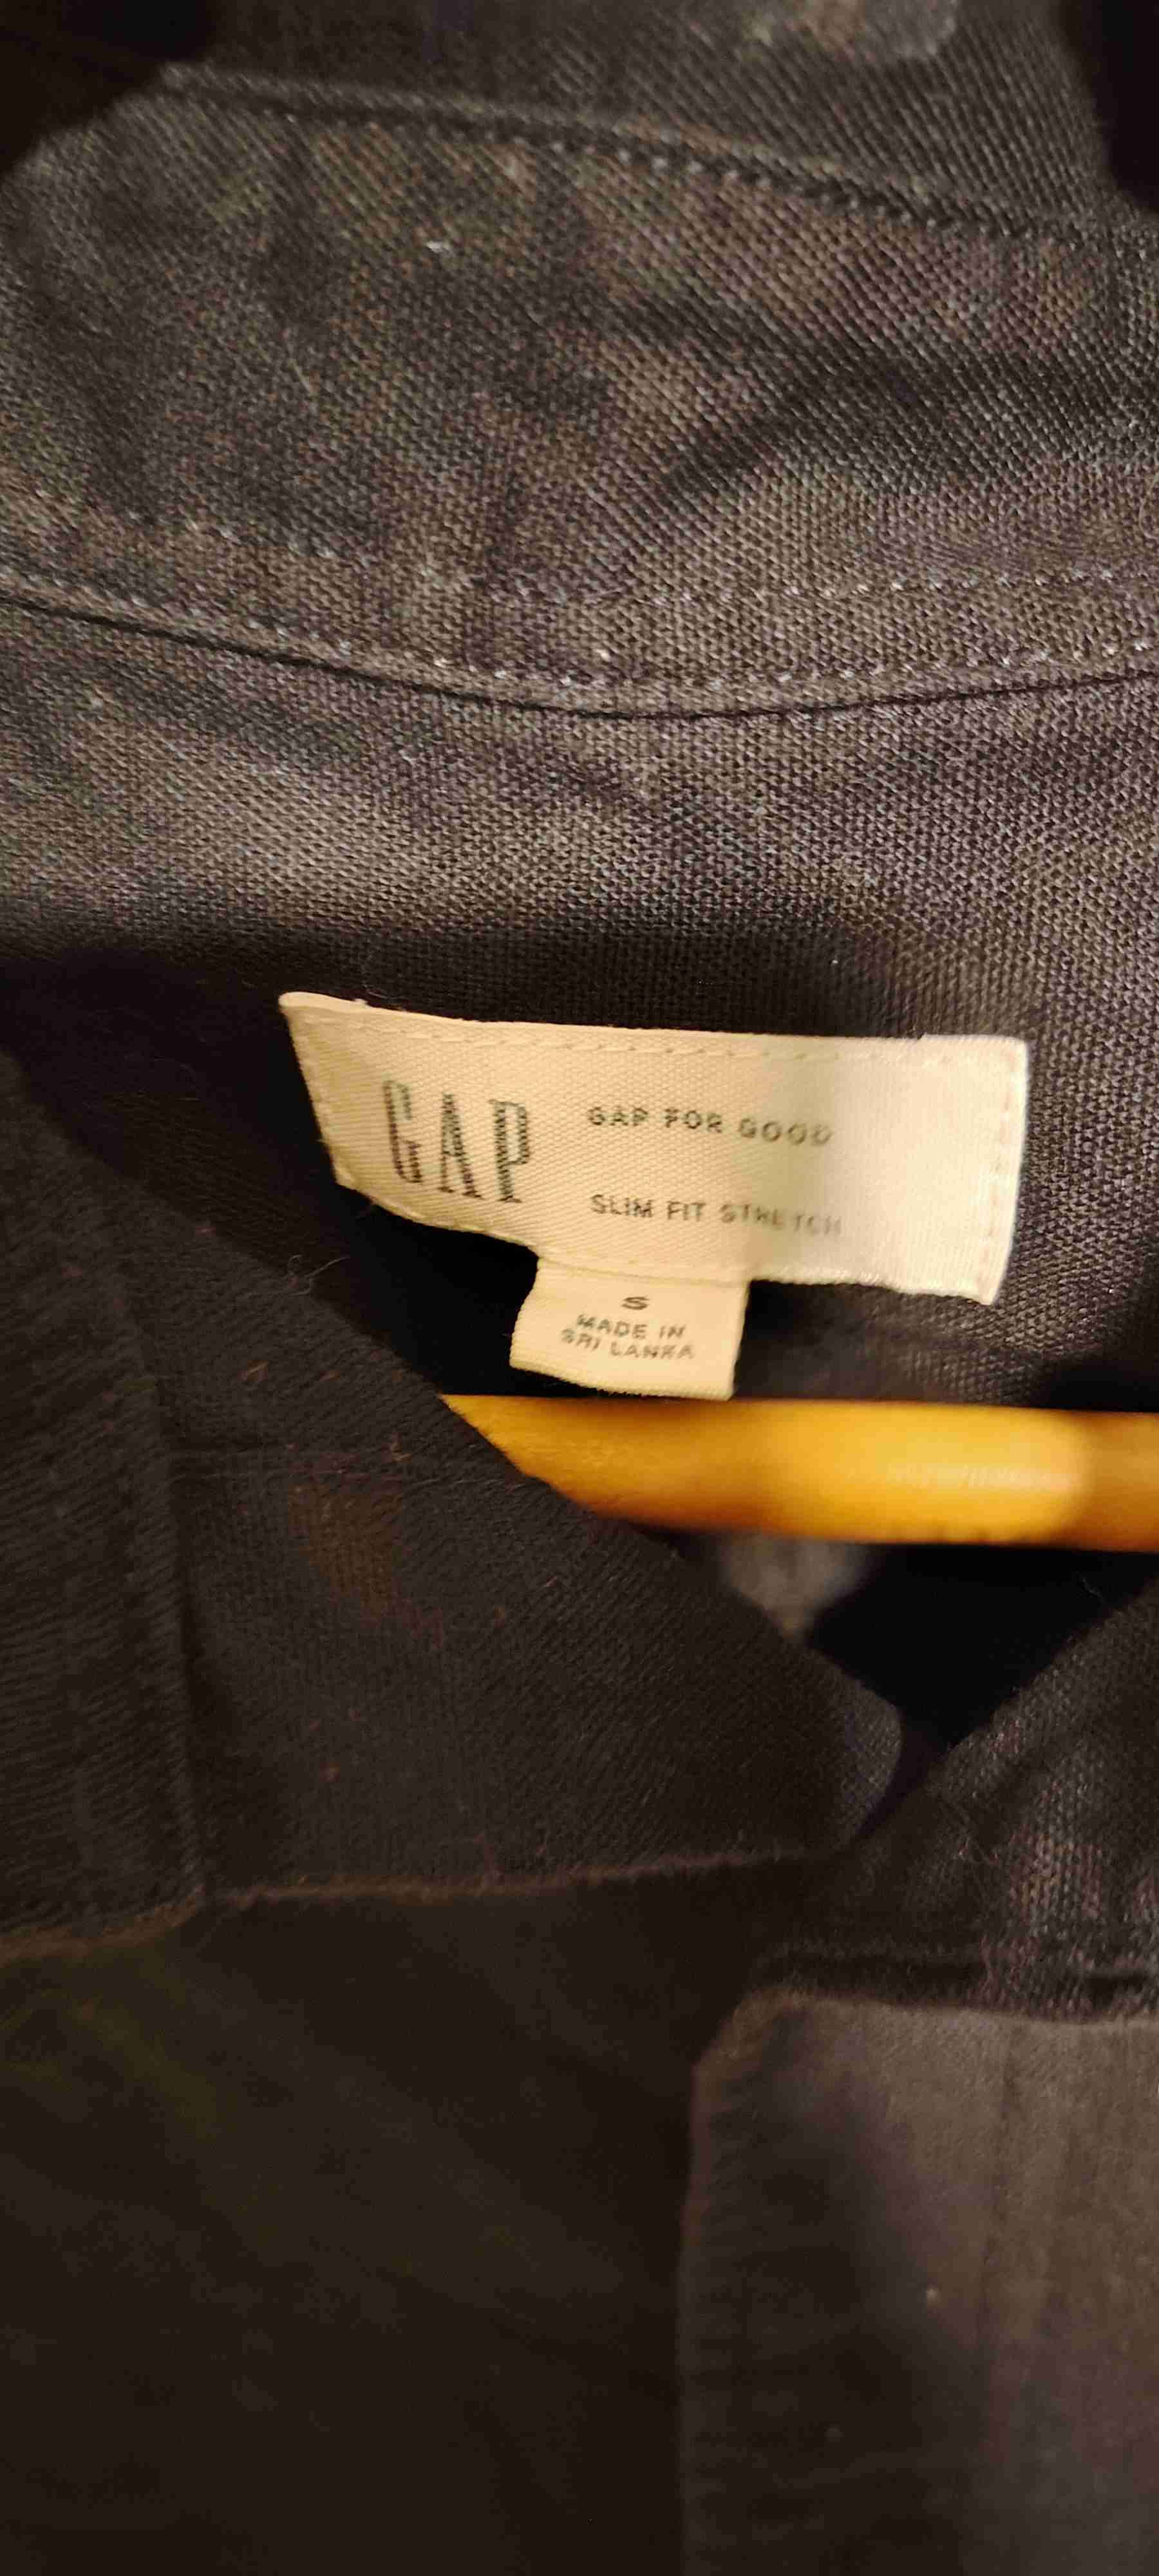 GAP
GAP FOR GOOD
SLIM FIT STRETCH
S
MADE IN
SRI LANKA